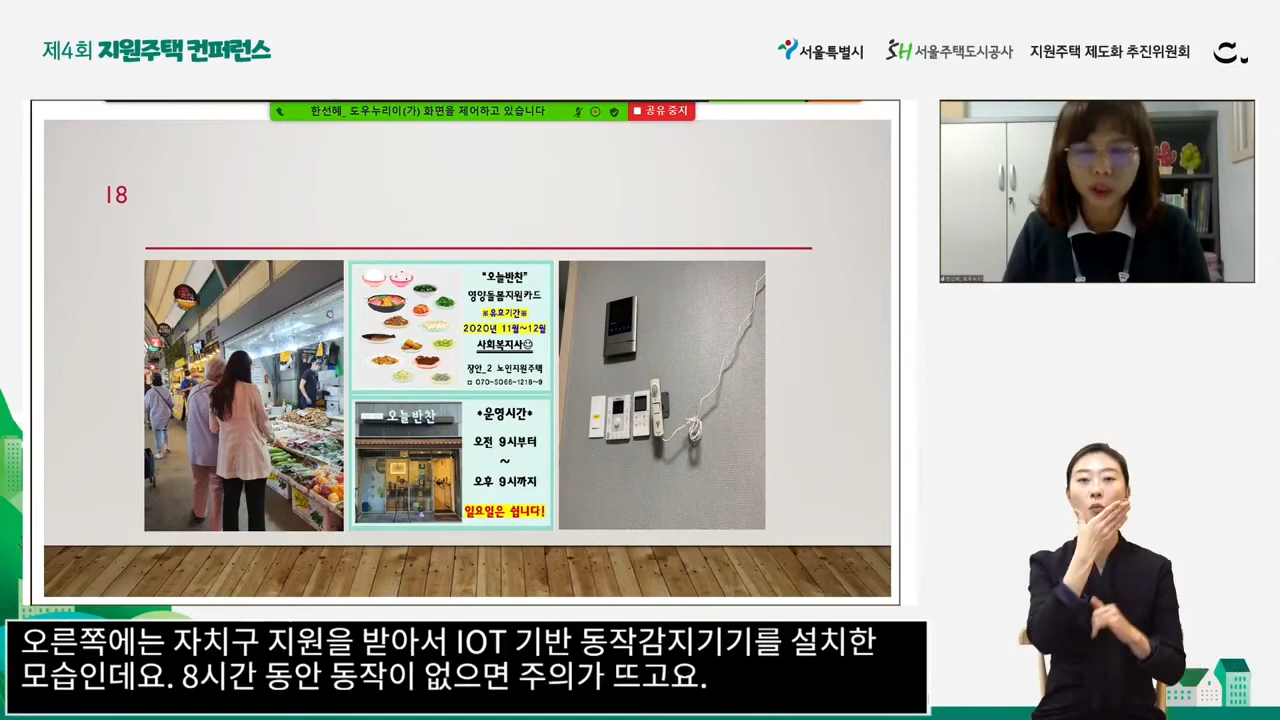 제4회 지원주택 컨퍼런스
서울특별시
SH 서울주택도시공사
지원주택 제도화 추진위원회
한선혜_ 도우누리이(가) 화면을 제어하고 있습니다
공유 중지
18
"오늘반찬"
영양돌봄지원카드
※유효기간※
2020년 11월~12월
사회복지사☺
장안_2 노인지원주택
☎ 070-5066-1218~9
오늘반찬
*운영시간*
오전 9시부터
~
오후 9시까지
일요일은 쉽니다!
오른쪽에는 자치구 지원을 받아서 IOT 기반 동작감지기기를 설치한
모습인데요. 8시간 동안 동작이 없으면 주의가 뜨고요.